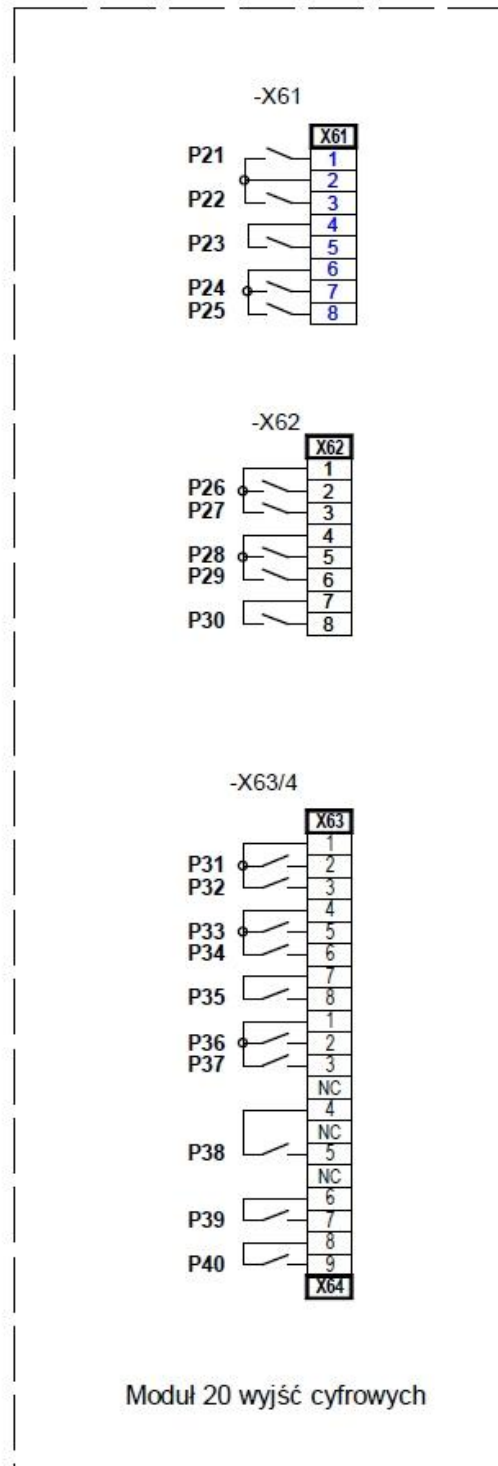 -X61
X61
P21 1
2
P22 3
4
P23 5
6
P24 7
P25 8
-X62
X62
1
P26 2
P27 3
4
P28 5
P29 6
7
P30 8
-X63/4
X63
1
P31 2
P32 3
4
P33 5
P34 6
7
P35 8
1
P36 2
P37 3
NC
4
NC
P38 5
NC
6
P39 7
8
P40 9
X64
Moduł 20 wyjść cyfrowych